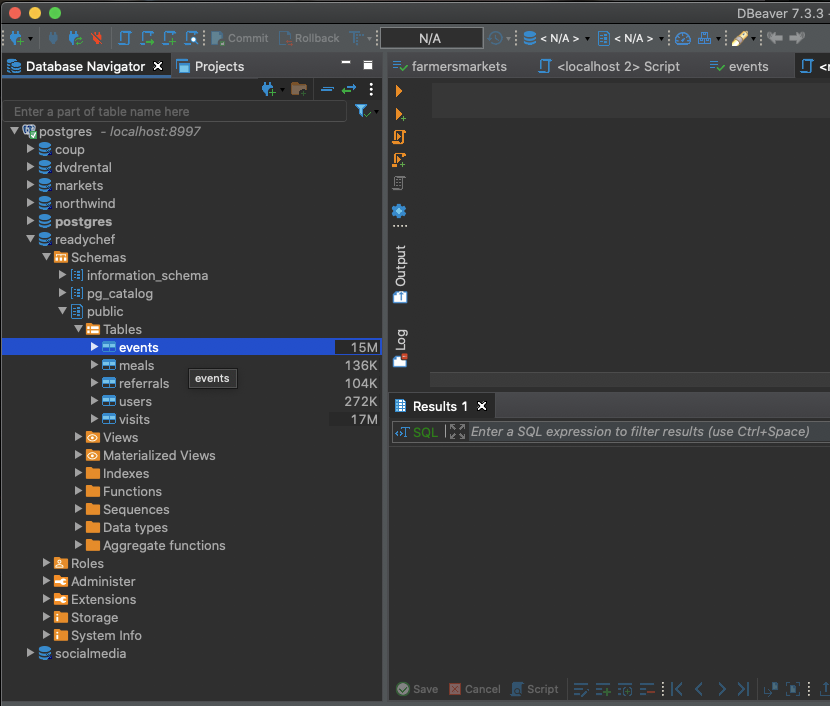 DBeaver 7.3.3 -
Commit Rollback T N/A < N/A > < N/A >
Database Navigator Projects
farmersmarkets <localhost 2> Script events
Enter a part of table name here
postgres - localhost:8997
coup
dvdrental
markets
northwind
postgres
readychef
Schemas
information_schema
pg_catalog
public
Tables
events 15M
meals 136K
referrals 104K
events
users 272K
visits 17M
Views
Materialized Views
Indexes
Functions
Sequences
Data types
Aggregate functions
Roles
Administer
Extensions
Storage
System Info
socialmedia
Output
Log
Results 1
SQL Enter a SQL expression to filter results (use Ctrl+Space)
Save Cancel Script